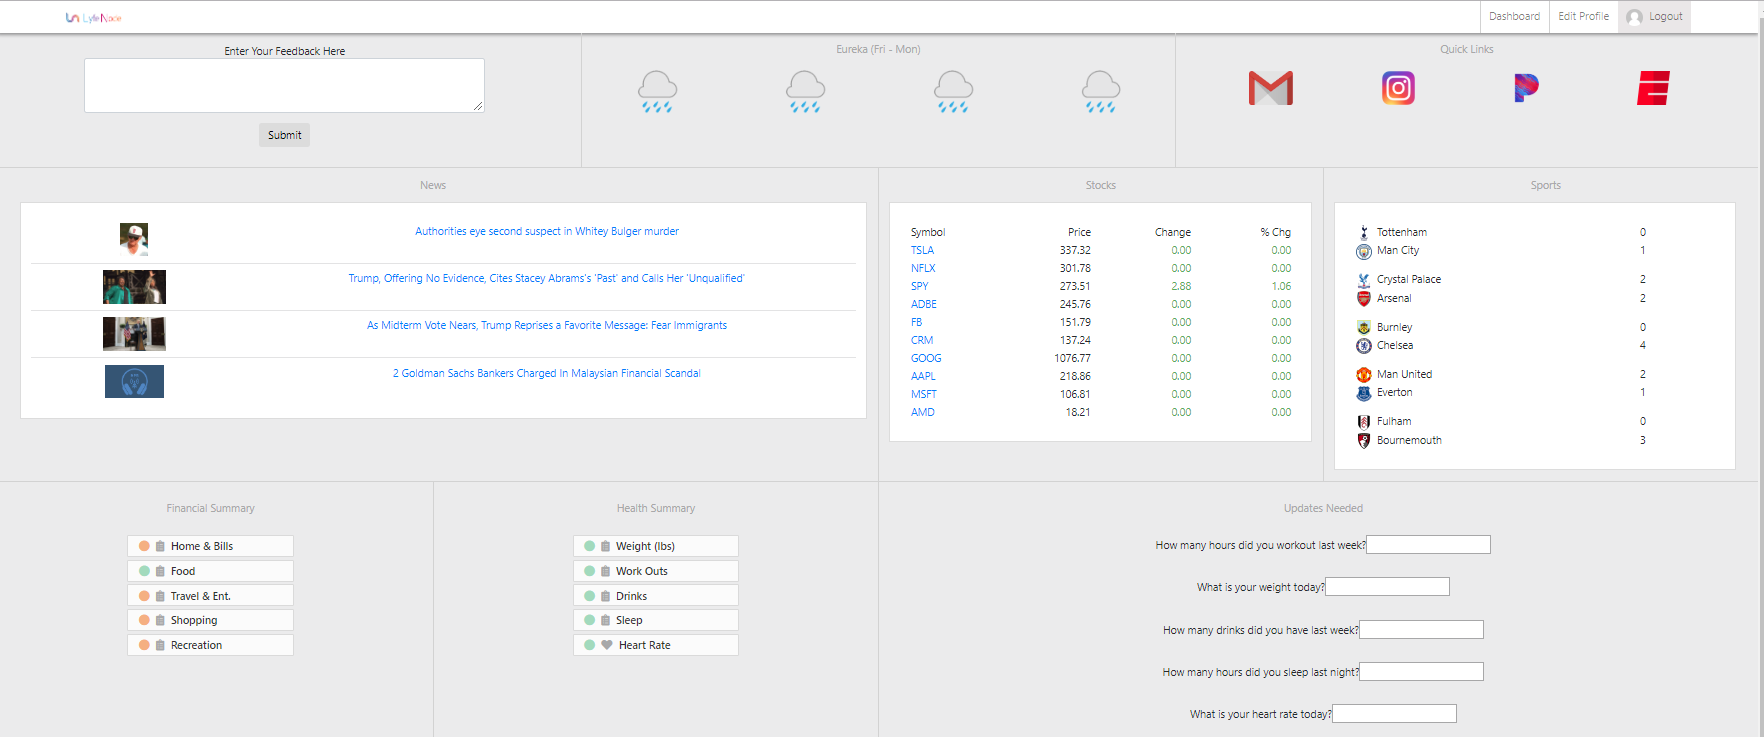 Lyfe Node
Dashboard
Edit Profile
Logout
Enter Your Feedback Here
Submit
Eureka (Fri - Mon)
Quick Links
News
Authorities eye second suspect in Whitey Bulger murder
Trump, Offering No Evidence, Cites Stacey Abrams's 'Past' and Calls Her 'Unqualified'
As Midterm Vote Nears, Trump Reprises a Favorite Message: Fear Immigrants
2 Goldman Sachs Bankers Charged In Malaysian Financial Scandal
Stocks
Symbol Price Change % Chg
TSLA 337.32 0.00 0.00
NFLX 301.78 0.00 0.00
SPY 273.51 2.88 1.06
ADBE 245.76 0.00 0.00
FB 151.79 0.00 0.00
CRM 137.24 0.00 0.00
GOOG 1076.77 0.00 0.00
AAPL 218.86 0.00 0.00
MSFT 106.81 0.00 0.00
AMD 18.21 0.00 0.00
Sports
Tottenham 0
Man City 1
Crystal Palace 2
Arsenal 2
Burnley 0
Chelsea 4
Man United 2
Everton 1
Fulham 0
Bournemouth 3
Financial Summary
Home & Bills
Food
Travel & Ent.
Shopping
Recreation
Health Summary
Weight (lbs)
Work Outs
Drinks
Sleep
Heart Rate
Updates Needed
How many hours did you workout last week?
What is your weight today?
How many drinks did you have last week?
How many hours did you sleep last night?
What is your heart rate today?